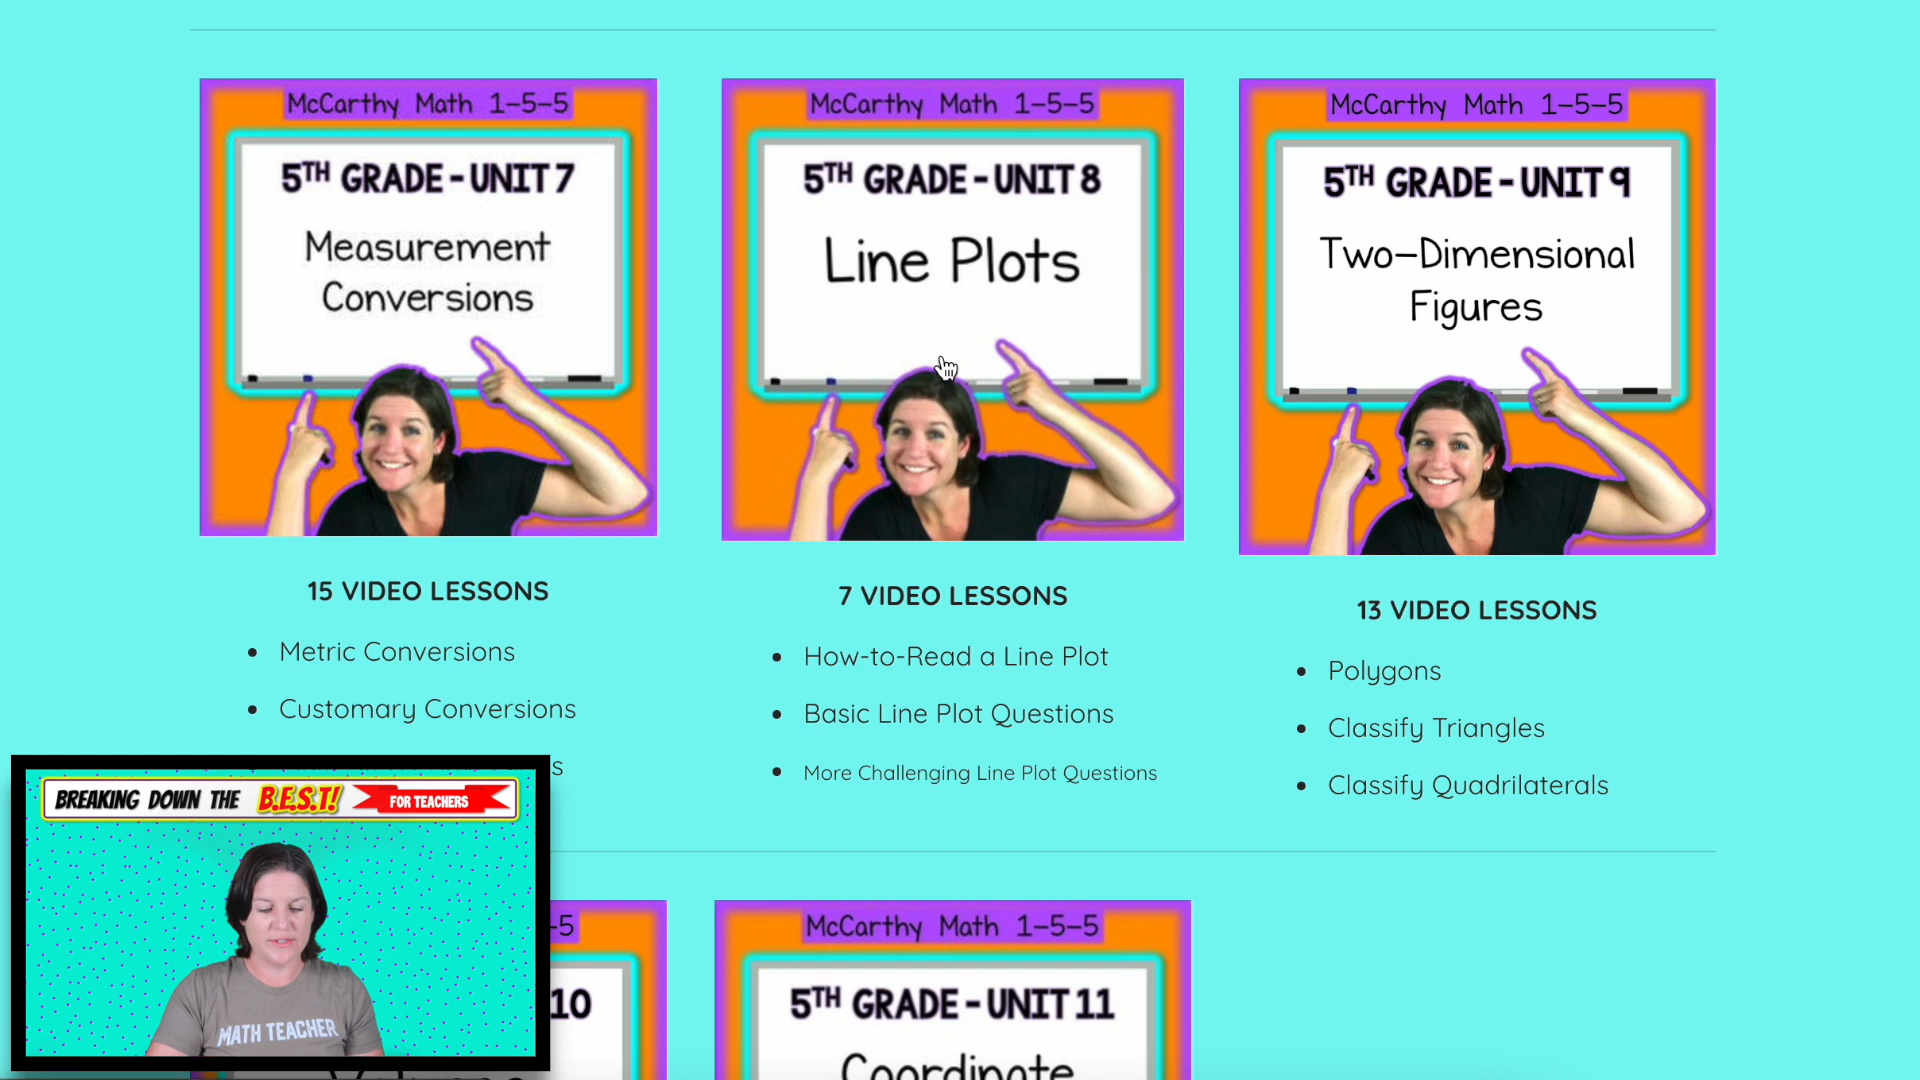 McCarthy Math 1-5-5
5TH GRADE - UNIT 7
Measurement
Conversions
15 VIDEO LESSONS
• Metric Conversions
• Customary Conversions
s
McCarthy Math 1-5-5
5TH GRADE - UNIT 8
Line Plots
7 VIDEO LESSONS
• How-to-Read a Line Plot
• Basic Line Plot Questions
• More Challenging Line Plot Questions
McCarthy Math 1-5-5
5TH GRADE - UNIT 9
Two-Dimensional
Figures
13 VIDEO LESSONS
• Polygons
• Classify Triangles
• Classify Quadrilaterals
BREAKING DOWN THE B.E.S.T! FOR TEACHERS
MATH TEACHER
-5
10
McCarthy Math 1-5-5
5TH GRADE - UNIT 11
Coordinate